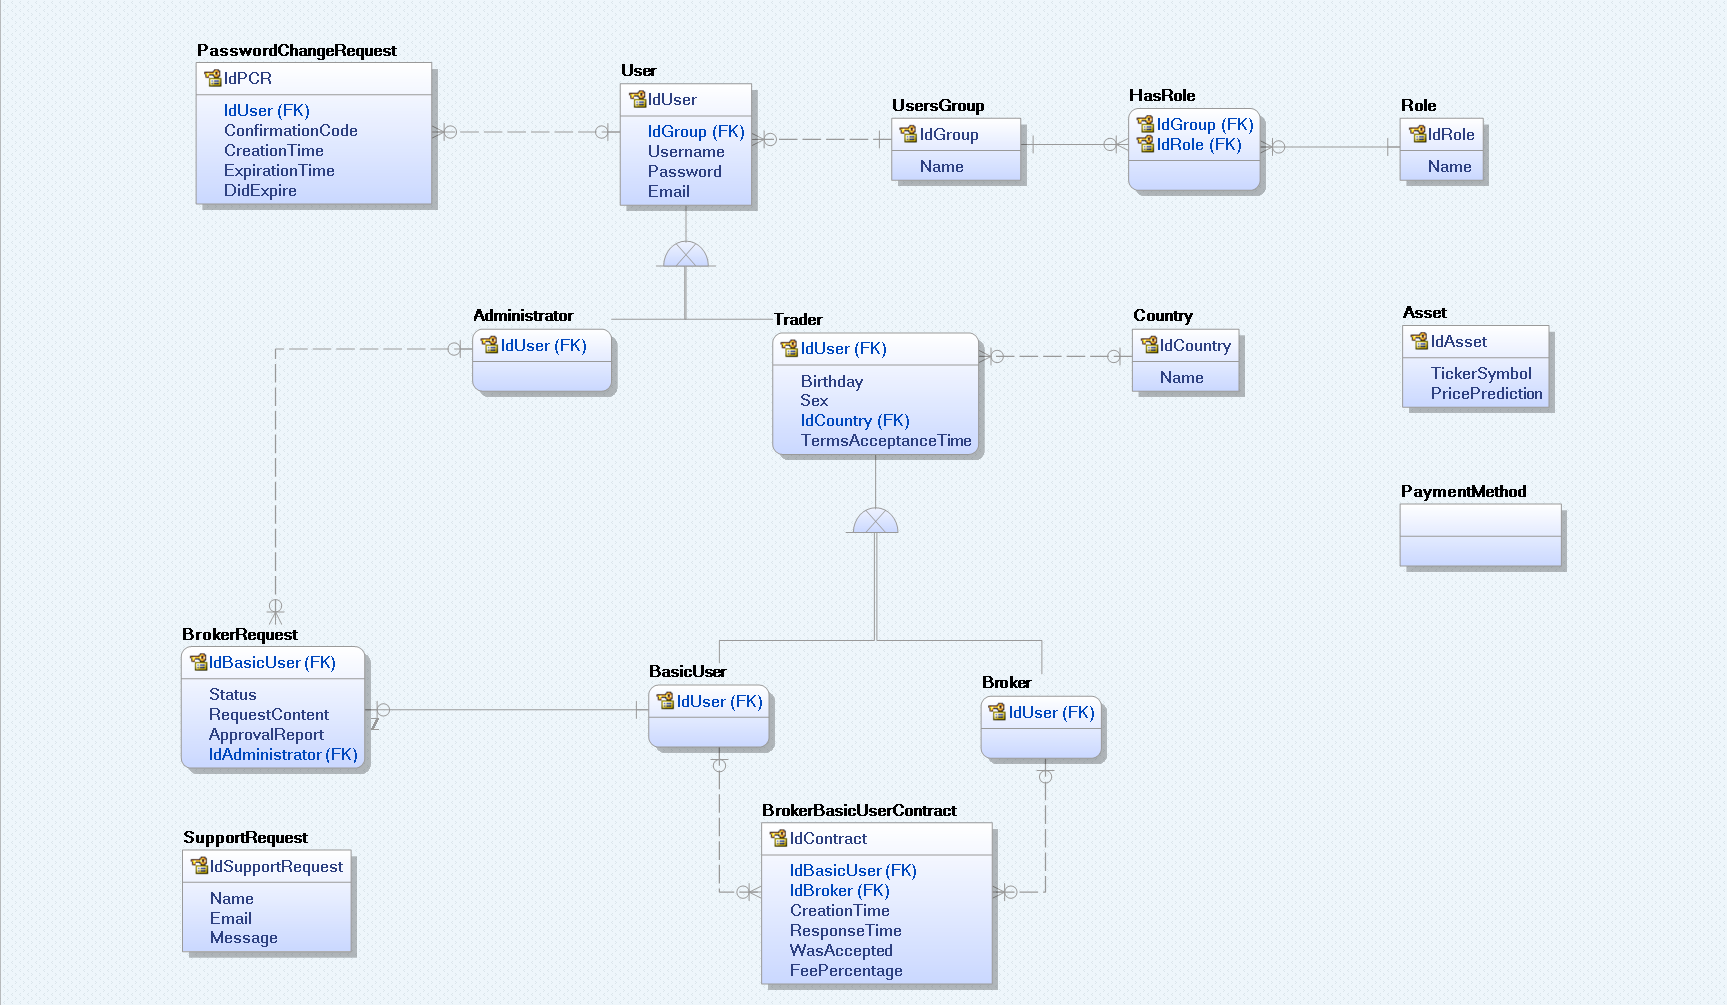 PasswordChangeRequest
IdPCR
IdUser (FK)
ConfirmationCode
CreationTime
ExpirationTime
DidExpire
User
IdUser
IdGroup (FK)
Username
Password
Email
UsersGroup
IdGroup
Name
HasRole
IdGroup (FK)
IdRole (FK)
Role
IdRole
Name
Administrator
IdUser (FK)
Trader
IdUser (FK)
Birthday
Sex
IdCountry (FK)
TermsAcceptanceTime
Country
IdCountry
Name
Asset
IdAsset
TickerSymbol
PricePrediction
PaymentMethod
BrokerRequest
IdBasicUser (FK)
Status
RequestContent
ApprovalReport
IdAdministrator (FK)
Z
BasicUser
IdUser (FK)
Broker
IdUser (FK)
BrokerBasicUserContract
IdContract
IdBasicUser (FK)
IdBroker (FK)
CreationTime
ResponseTime
WasAccepted
FeePercentage
SupportRequest
IdSupportRequest
Name
Email
Message